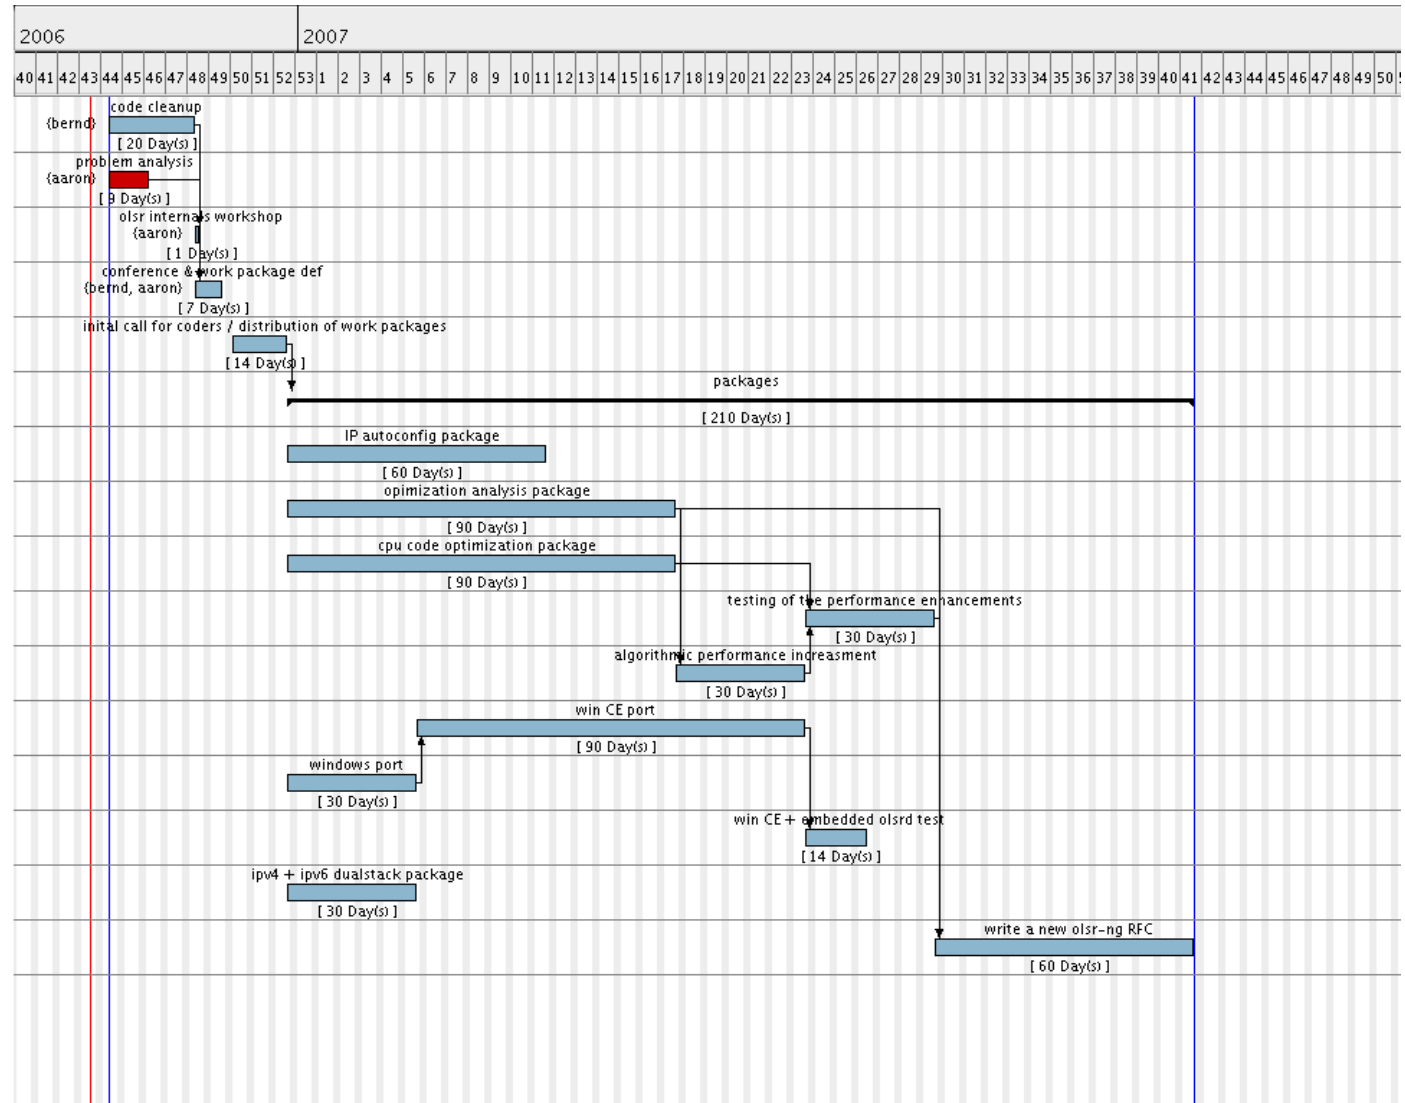 2006 2007
40 41 42 43 44 45 46 47 48 49 50 51 52 53 1 2 3 4 5 6 7 8 9 10 11 12 13 14 15 16 17 18 19 20 21 22 23 24 25 26 27 28 29 30 31 32 33 34 35 36 37 38 39 40 41 42 43 44 45 46 47 48 49 50
code cleanup
{bernd}
[ 20 Day(s) ]
problem analysis
{aaron}
[ 9 Day(s) ]
olsr internals workshop
{aaron}
[ 1 Day(s) ]
conference & work package def
{bernd, aaron}
[ 7 Day(s) ]
inital call for coders / distribution of work packages
[ 14 Day(s) ]
packages
[ 210 Day(s) ]
IP autoconfig package
[ 60 Day(s) ]
opimization analysis package
[ 90 Day(s) ]
cpu code optimization package
[ 90 Day(s) ]
testing of the performance enhancements
[ 30 Day(s) ]
algorithmic performance increasment
[ 30 Day(s) ]
win CE port
[ 90 Day(s) ]
windows port
[ 30 Day(s) ]
win CE + embedded olsrd test
[ 14 Day(s) ]
ipv4 + ipv6 dualstack package
[ 30 Day(s) ]
write a new olsr-ng RFC
[ 60 Day(s) ]